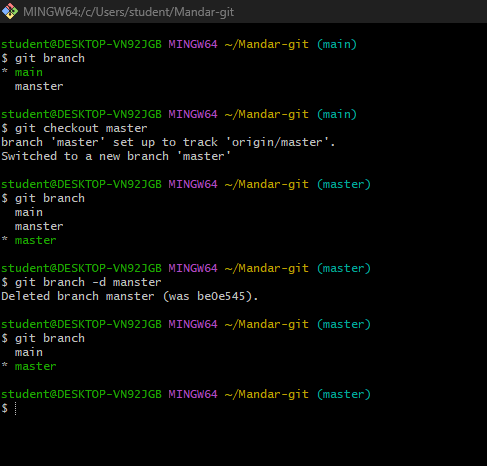 MINGW64:/c/Users/student/Mandar-git
student@DESKTOP-VN92JGB MINGW64 ~/Mandar-git (main)
$ git branch
* main
  manster
student@DESKTOP-VN92JGB MINGW64 ~/Mandar-git (main)
$ git checkout master
branch 'master' set up to track 'origin/master'.
Switched to a new branch 'master'
student@DESKTOP-VN92JGB MINGW64 ~/Mandar-git (master)
$ git branch
  main
  manster
* master
student@DESKTOP-VN92JGB MINGW64 ~/Mandar-git (master)
$ git branch -d manster
Deleted branch manster (was be0e545).
student@DESKTOP-VN92JGB MINGW64 ~/Mandar-git (master)
$ git branch
  main
* master
student@DESKTOP-VN92JGB MINGW64 ~/Mandar-git (master)
$